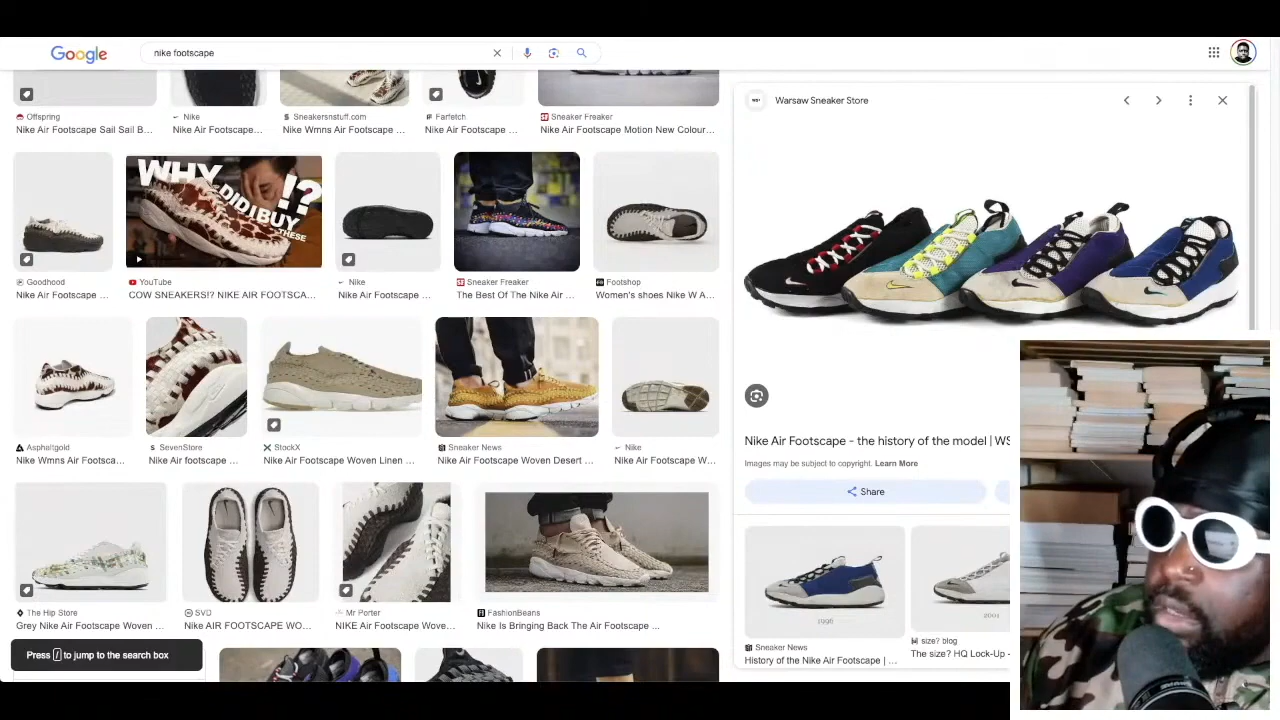 Google
nike footscape
Offspring
Nike Air Footscape Sail Sail B...
Nike
Nike Air Footscape...
Sneakersnstuff.com
Nike Wmns Air Footscape ...
Farfetch
Nike Air Footscape ...
Sneaker Freaker
Nike Air Footscape Motion New Colour...
WHY DID I BUY THESE !?
Goodhood
Nike Air Footscape ...
YouTube
COW SNEAKERS!? NIKE AIR FOOTSCA...
Nike
Nike Air Footscape ...
Sneaker Freaker
The Best Of The Nike Air ...
Footshop
Women's shoes Nike W A...
Asphaltgold
Nike Wmns Air Footsca...
SevenStore
Nike Air footscape ...
StockX
Nike Air Footscape Woven Linen ...
Sneaker News
Nike Air Footscape Woven Desert ...
Nike
Nike Air Footscape W...
The Hip Store
Grey Nike Air Footscape Woven ...
SVD
Nike AIR FOOTSCAPE WO...
Mr Porter
NIKE Air Footscape Wove...
FashionBeans
Nike Is Bringing Back The Air Footscape ...
Press / to jump to the search box
Warsaw Sneaker Store
Nike Air Footscape - the history of the model | WS
Images may be subject to copyright. Learn More
Share
1996
Sneaker News
History of the Nike Air Footscape | ...
2001
size? blog
The size? HQ Lock-Up -